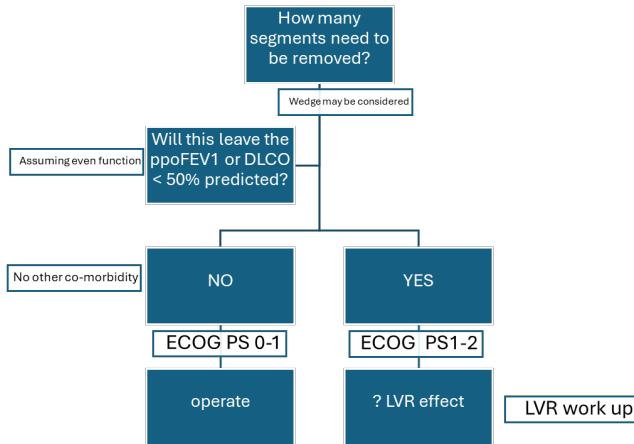 How many
segments need to
be removed?
Wedge may be considered
Will this leave the
ppoFEV1 or DLCO
< 50% predicted?
Assuming even function
No other co-morbidity
NO
YES
ECOG PS 0-1
ECOG PS1-2
operate
? LVR effect
LVR work up